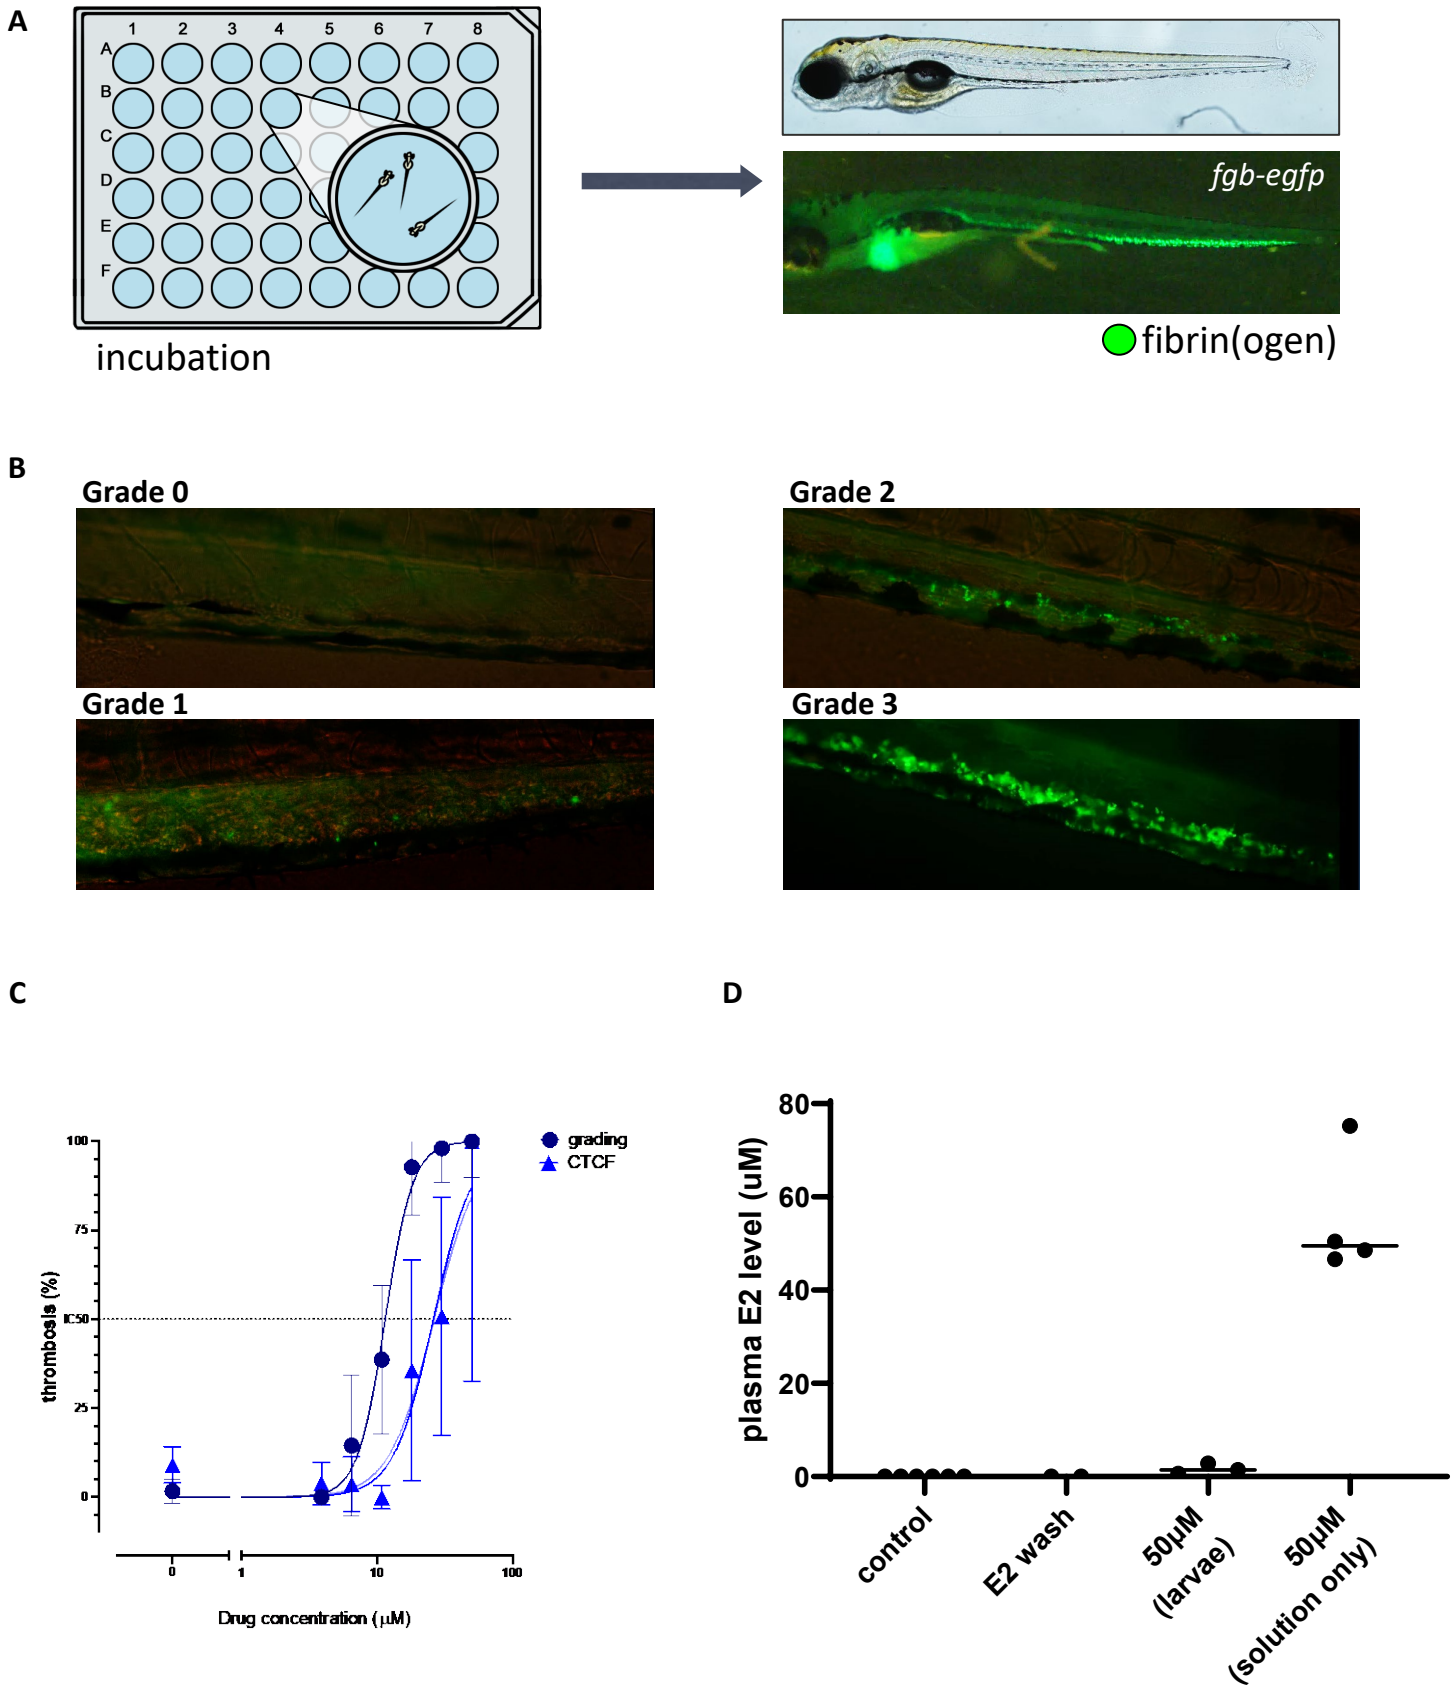 A
1 2 3 4 5 6 7 8
A
B
C
D
E
F
incubation
fgb-egfp
fibrin(ogen)
B
Grade 0
Grade 2
Grade 1
Grade 3
C
D
thrombosis (%)
100
75
IC50
25
0
0 1 10 100
Drug concentration (µM)
grading
CTCF
plasma E2 level (uM)
80
60
40
20
0
control
E2 wash
50µM
(larvae)
50µM
(solution only)